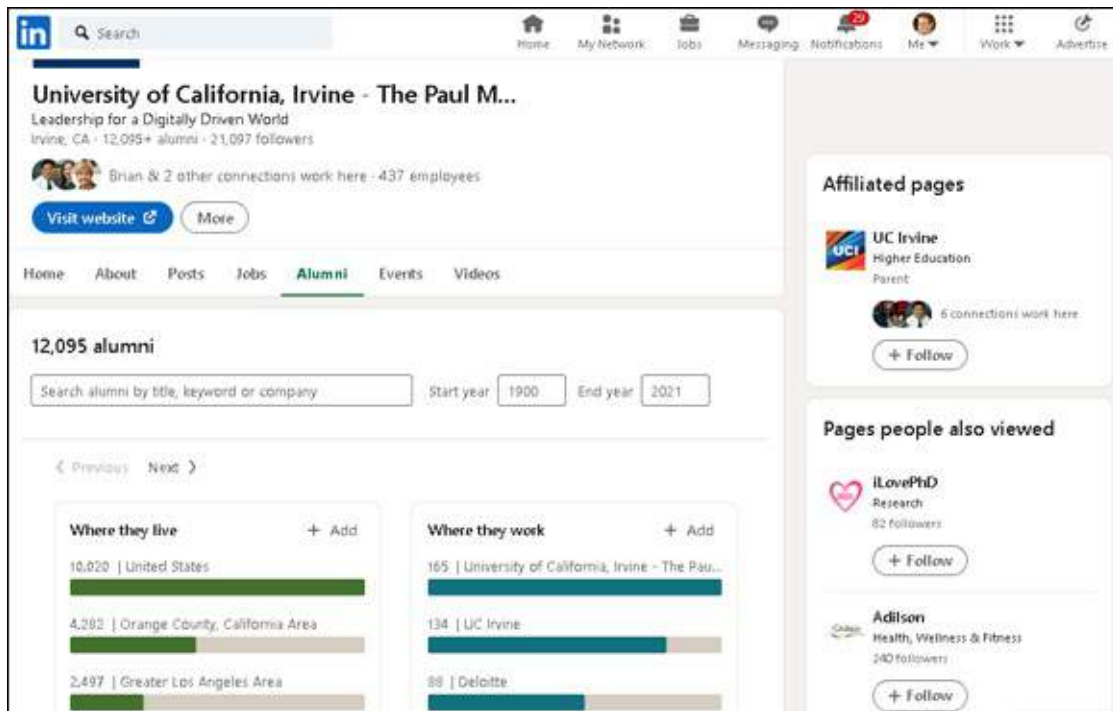 in
Search
Home
My Network
Jobs
Messaging
29
Notifications
Me
Work
Advertise
University of California, Irvine - The Paul M...
Leadership for a Digitally Driven World
Irvine, CA · 12,095+ alumni · 21,097 followers
Brian & 2 other connections work here · 437 employees
Visit website
More
Home About Posts Jobs Alumni Events Videos
12,095 alumni
Search alumni by title, keyword or company
Start year 1900 End year 2021
Previous Next
Where they live + Add
10,020 | United States
4,282 | Orange County, California Area
2,497 | Greater Los Angeles Area
Where they work + Add
165 | University of California, Irvine - The Pau...
134 | UC Irvine
88 | Deloitte
Affiliated pages
UCI
UC Irvine
Higher Education
Parent
6 connections work here
+ Follow
Pages people also viewed
iLovePhD
Research
82 followers
+ Follow
Adilson
Health, Wellness & Fitness
240 followers
+ Follow